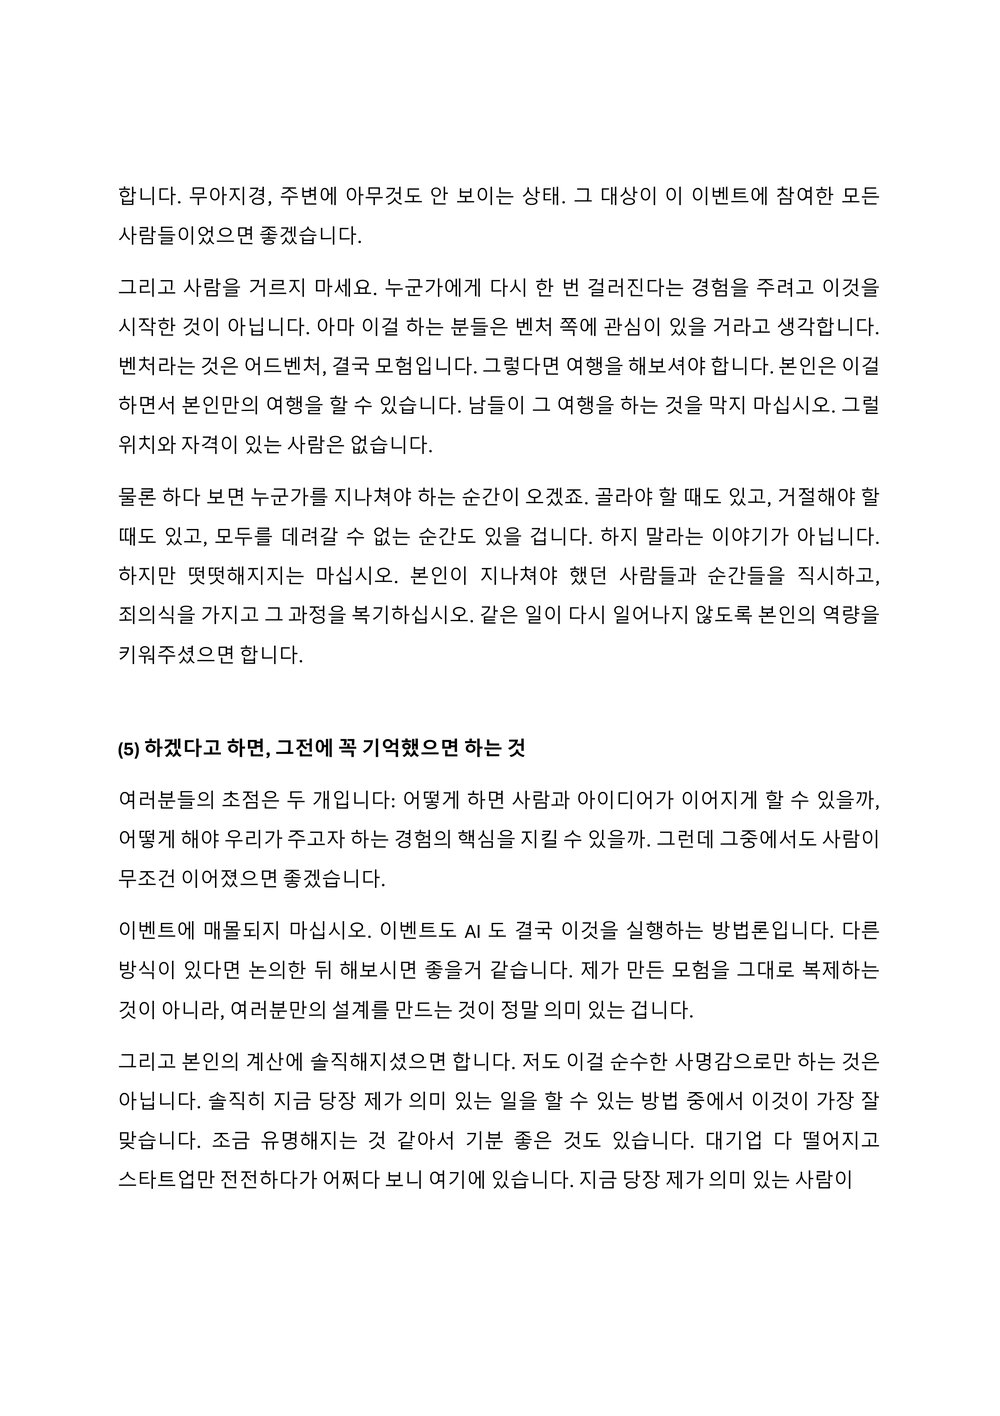 합니다. 무아지경, 주변에 아무것도 안 보이는 상태. 그 대상이 이 이벤트에 참여한 모든
사람들이었으면 좋겠습니다.
그리고 사람을 거르지 마세요. 누군가에게 다시 한 번 걸러진다는 경험을 주려고 이것을
시작한 것이 아닙니다. 아마 이걸 하는 분들은 벤처 쪽에 관심이 있을 거라고 생각합니다.
벤처라는 것은 어드벤처, 결국 모험입니다. 그렇다면 여행을 해보셔야 합니다. 본인은 이걸
하면서 본인만의 여행을 할 수 있습니다. 남들이 그 여행을 하는 것을 막지 마십시오. 그럴
위치와 자격이 있는 사람은 없습니다.
물론 하다 보면 누군가를 지나쳐야 하는 순간이 오겠죠. 골라야 할 때도 있고, 거절해야 할
때도 있고, 모두를 데려갈 수 없는 순간도 있을 겁니다. 하지 말라는 이야기가 아닙니다.
하지만 떳떳해지지는 마십시오. 본인이 지나쳐야 했던 사람들과 순간들을 직시하고,
죄의식을 가지고 그 과정을 복기하십시오. 같은 일이 다시 일어나지 않도록 본인의 역량을
키워주셨으면 합니다.
(5) 하겠다고 하면, 그전에 꼭 기억했으면 하는 것
여러분들의 초점은 두 개입니다: 어떻게 하면 사람과 아이디어가 이어지게 할 수 있을까,
어떻게 해야 우리가 주고자 하는 경험의 핵심을 지킬 수 있을까. 그런데 그중에서도 사람이
무조건 이어졌으면 좋겠습니다.
이벤트에 매몰되지 마십시오. 이벤트도 AI 도 결국 이것을 실행하는 방법론입니다. 다른
방식이 있다면 논의한 뒤 해보시면 좋을거 같습니다. 제가 만든 모험을 그대로 복제하는
것이 아니라, 여러분만의 설계를 만드는 것이 정말 의미 있는 겁니다.
그리고 본인의 계산에 솔직해지셨으면 합니다. 저도 이걸 순수한 사명감으로만 하는 것은
아닙니다. 솔직히 지금 당장 제가 의미 있는 일을 할 수 있는 방법 중에서 이것이 가장 잘
맞습니다. 조금 유명해지는 것 같아서 기분 좋은 것도 있습니다. 대기업 다 떨어지고
스타트업만 전전하다가 어쩌다 보니 여기에 있습니다. 지금 당장 제가 의미 있는 사람이